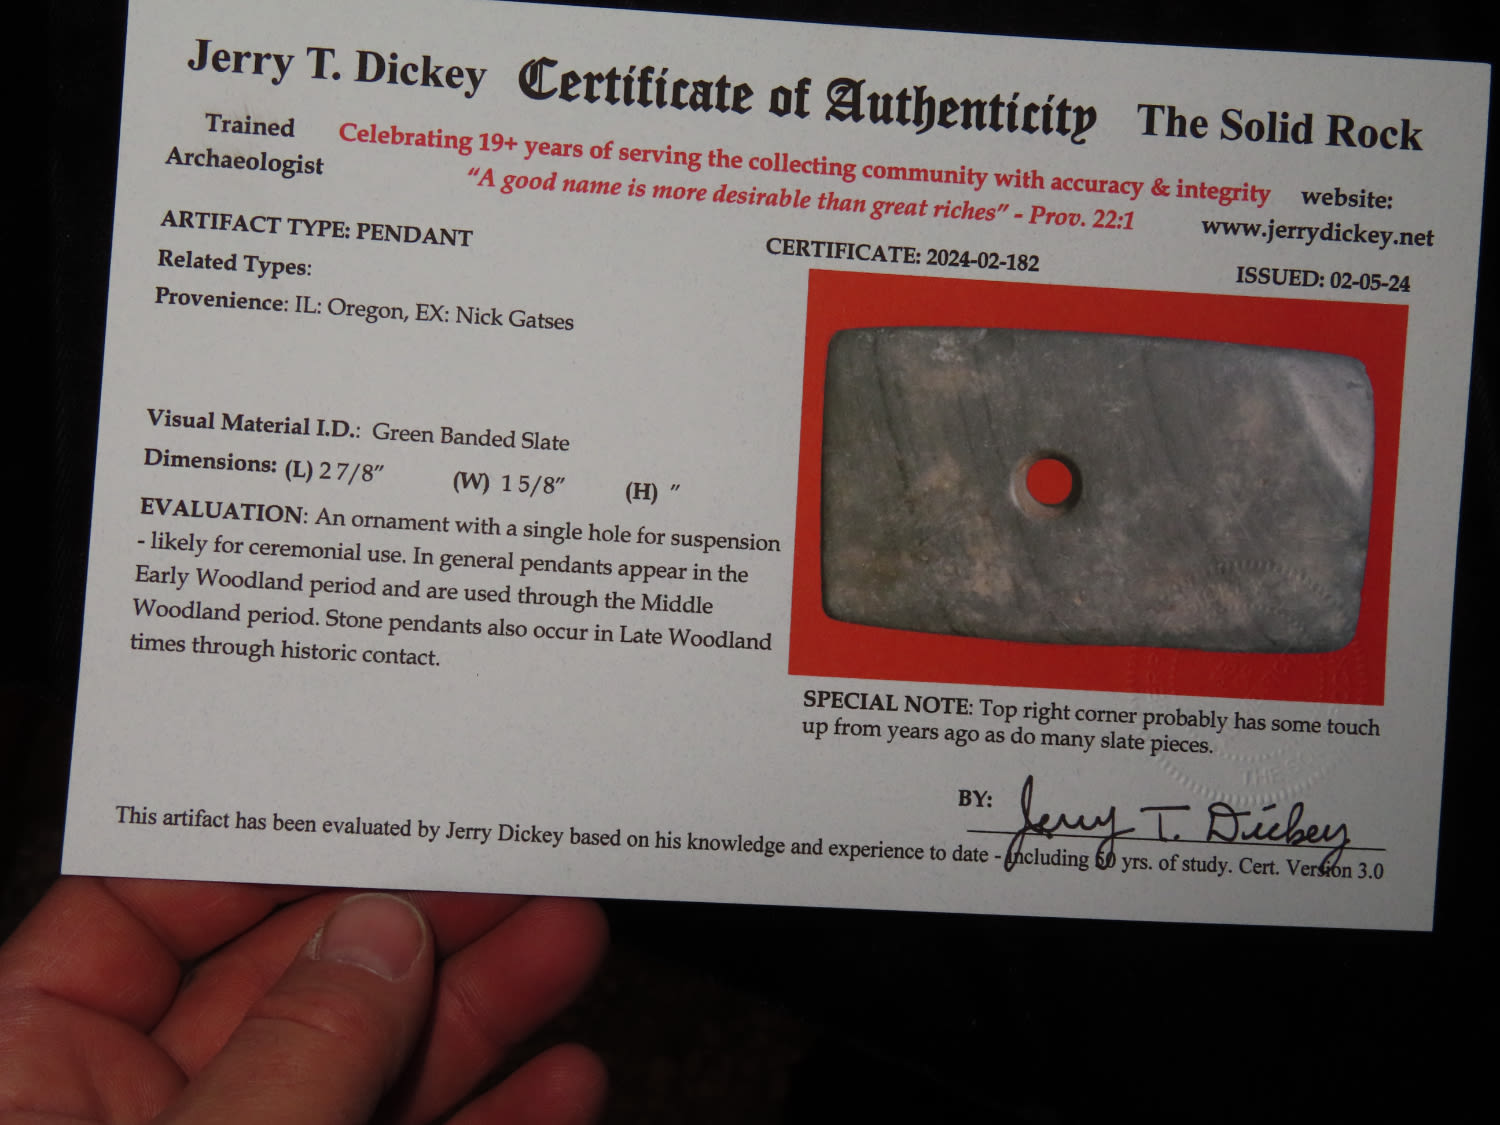 Jerry T. Dickey Certificate of Authenticity The Solid Rock
Trained
Archaeologist
Celebrating 19+ years of serving the collecting community with accuracy & integrity
"A good name is more desirable than great riches" - Prov. 22:1
website:
www.jerrydickey.net
ARTIFACT TYPE: PENDANT
CERTIFICATE: 2024-02-182
ISSUED: 02-05-24
Related Types:
Provenience: IL: Oregon, EX: Nick Gatses
Visual Material I.D.: Green Banded Slate
Dimensions: (L) 2 7/8" (W) 1 5/8" (H) "
EVALUATION: An ornament with a single hole for suspension
- likely for ceremonial use. In general pendants appear in the
Early Woodland period and are used through the Middle
Woodland period. Stone pendants also occur in Late Woodland
times through historic contact.
SPECIAL NOTE: Top right corner probably has some touch
up from years ago as do many slate pieces.
BY: Jerry T. Dickey
This artifact has been evaluated by Jerry Dickey based on his knowledge and experience to date - including 60 yrs. of study. Cert. Version 3.0